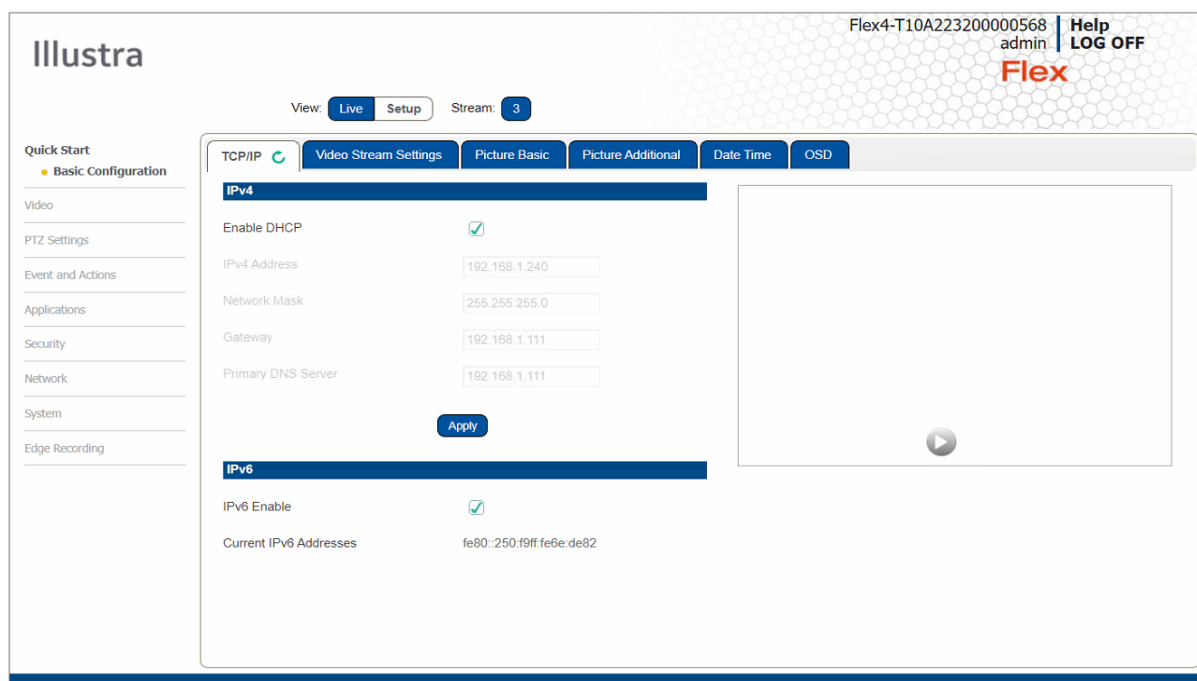 Illustra
Flex4-T10A223200000568 Help
admin LOG OFF
Flex
View: Live Setup Stream: 3
Quick Start
Basic Configuration
Video
PTZ Settings
Event and Actions
Applications
Security
Network
System
Edge Recording
TCP/IP Video Stream Settings Picture Basic Picture Additional Date Time OSD
IPv4
Enable DHCP
IPv4 Address 192.168.1.240
Network Mask 255.255.255.0
Gateway 192.168.1.111
Primary DNS Server 192.168.1.111
Apply
IPv6
IPv6 Enable
Current IPv6 Addresses fe80::250:f9ff:fe6e:de82